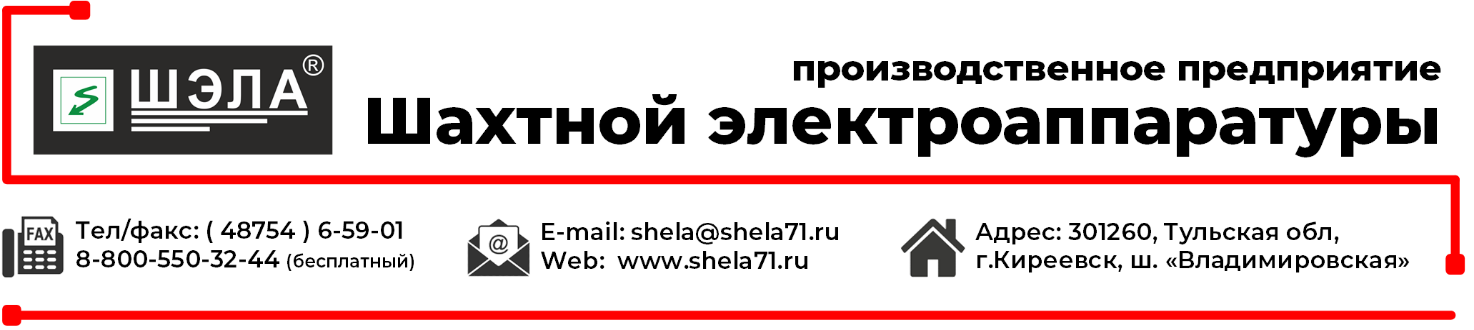 ШЭЛА ®
производственное предприятие
Шахтной электроаппаратуры
FAX
Тел/факс: ( 48754 ) 6-59-01
8-800-550-32-44 (бесплатный)
@
E-mail: shela@shela71.ru
Web: www.shela71.ru
Адрес: 301260, Тульская обл,
г.Киреевск, ш. «Владимировская»